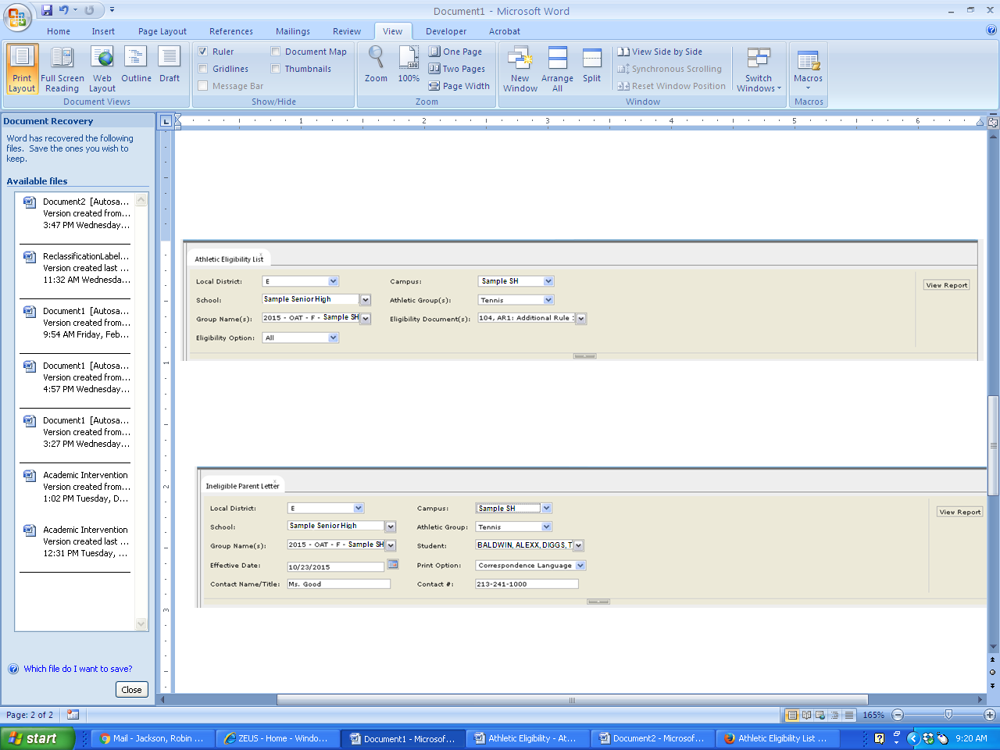 Document1 - Microsoft Word
Home Insert Page Layout References Mailings Review View Developer Acrobat
Print Layout
Full Screen Reading
Web Layout
Outline
Draft
Document Views
Ruler
Gridlines
Message Bar
Document Map
Thumbnails
Show/Hide
Zoom
100%
One Page
Two Pages
Page Width
Zoom
New Window
Arrange All
Split
View Side by Side
Synchronous Scrolling
Reset Window Position
Switch Windows
Window
Macros
Macros
Document Recovery
Word has recovered the following
files. Save the ones you wish to
keep.
Available files
Document2 [Autosa...
Version created from...
3:47 PM Wednesday...
ReclassificationLabel...
Version created last ...
11:32 AM Wednesda...
Document1 [Autosa...
Version created from...
9:54 AM Friday, Feb...
Document1 [Autosa...
Version created from...
4:57 PM Wednesday...
Document1 [Autosa...
Version created from...
3:27 PM Wednesday...
Academic Intervention
Version created from...
1:02 PM Tuesday, D...
Academic Intervention
Version created last ...
12:31 PM Tuesday, ...
Which file do I want to save?
Close
1 2 3 4 5 6
1
2
3
Athletic Eligibility List
Local District: E Campus: Sample SH View Report
School: Sample Senior High Athletic Group(s): Tennis
Group Name(s): 2015 - OAT - F - Sample SH Eligibility Document(s): 104, AR1: Additional Rule
Eligibility Option: All
Ineligible Parent Letter
Local District: E Campus: Sample SH View Report
School: Sample Senior High Athletic Group: Tennis
Group Name(s): 2015 - OAT - F - Sample SH Student: BALDWIN, ALEXX, DIGGS, T
Effective Date: 10/23/2015 Print Option: Correspondence Language
Contact Name/Title: Ms. Good Contact #: 213-241-1000
Page: 2 of 2 165%
start Mail - Jackson, Robin ... ZEUS - Home - Windo... Document1 - Microsof... Athletic Eligibility - At... Document2 - Microsof... Athletic Eligibility List ... 9:20 AM